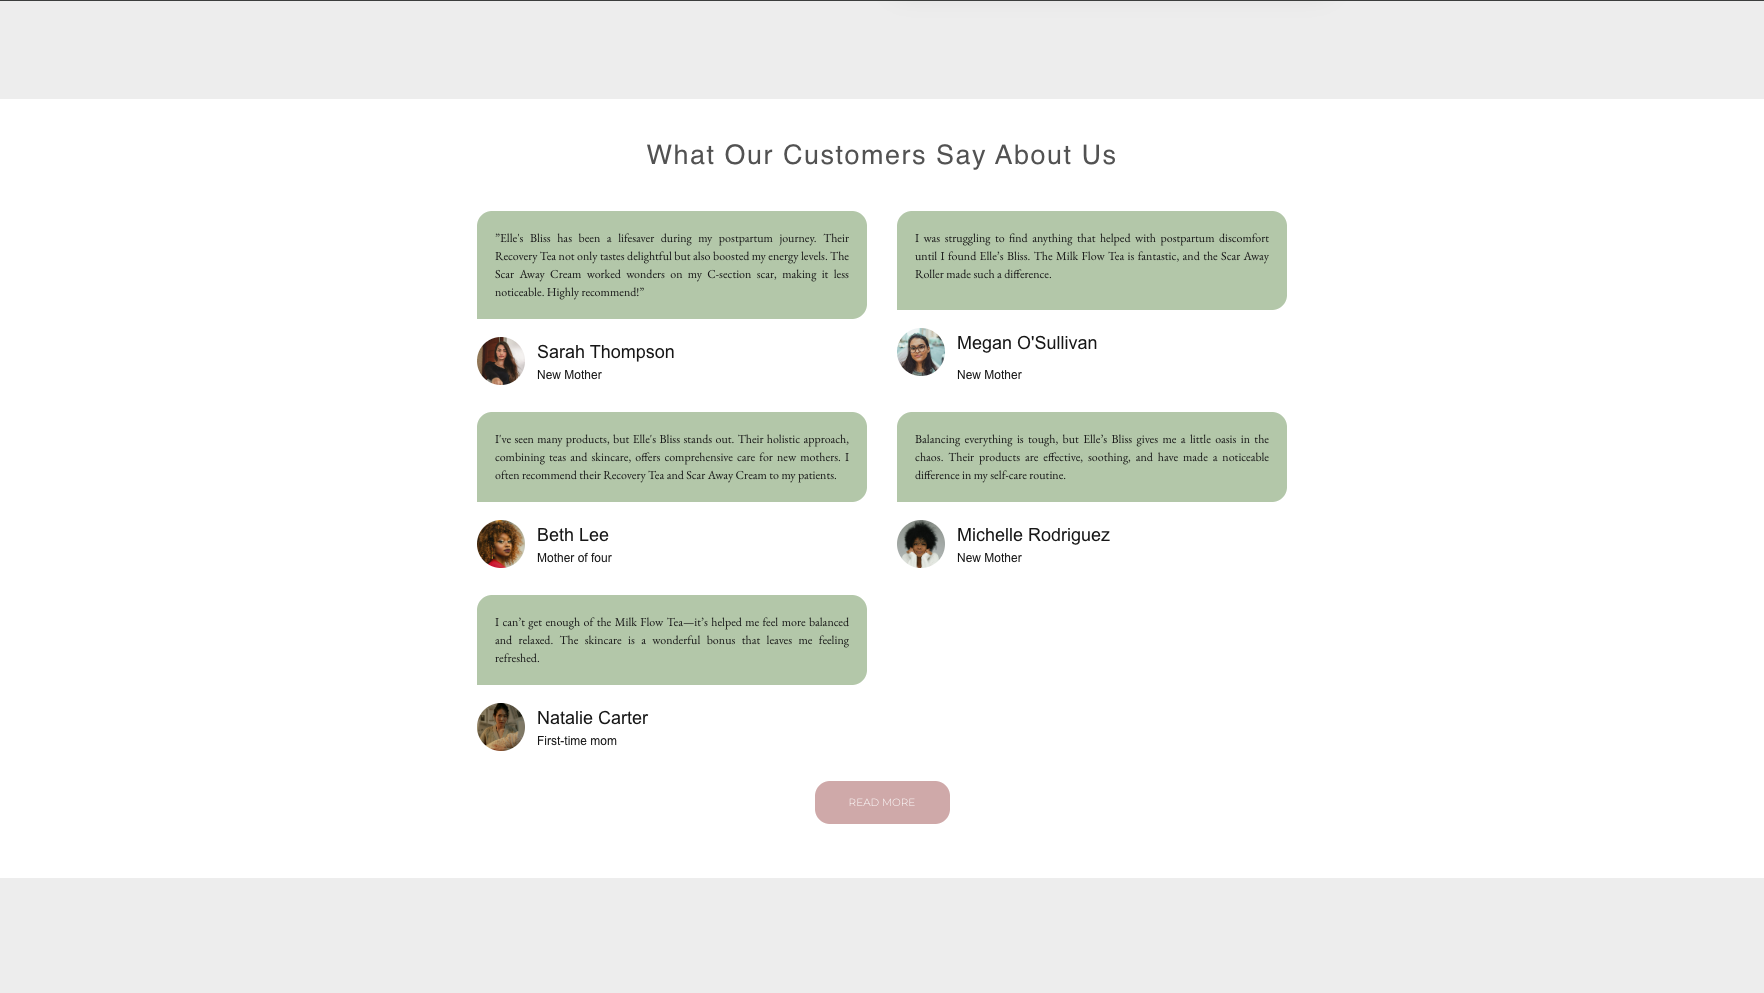 What Our Customers Say About Us
”Elle's Bliss has been a lifesaver during my postpartum journey. Their
Recovery Tea not only tastes delightful but also boosted my energy levels. The
Scar Away Cream worked wonders on my C-section scar, making it less
noticeable. Highly recommend!”
Sarah Thompson
New Mother
I was struggling to find anything that helped with postpartum discomfort
until I found Elle’s Bliss. The Milk Flow Tea is fantastic, and the Scar Away
Roller made such a difference.
Megan O'Sullivan
New Mother
I've seen many products, but Elle's Bliss stands out. Their holistic approach,
combining teas and skincare, offers comprehensive care for new mothers. I
often recommend their Recovery Tea and Scar Away Cream to my patients.
Beth Lee
Mother of four
Balancing everything is tough, but Elle’s Bliss gives me a little oasis in the
chaos. Their products are effective, soothing, and have made a noticeable
difference in my self-care routine.
Michelle Rodriguez
New Mother
I can’t get enough of the Milk Flow Tea—it’s helped me feel more balanced
and relaxed. The skincare is a wonderful bonus that leaves me feeling
refreshed.
Natalie Carter
First-time mom
READ MORE